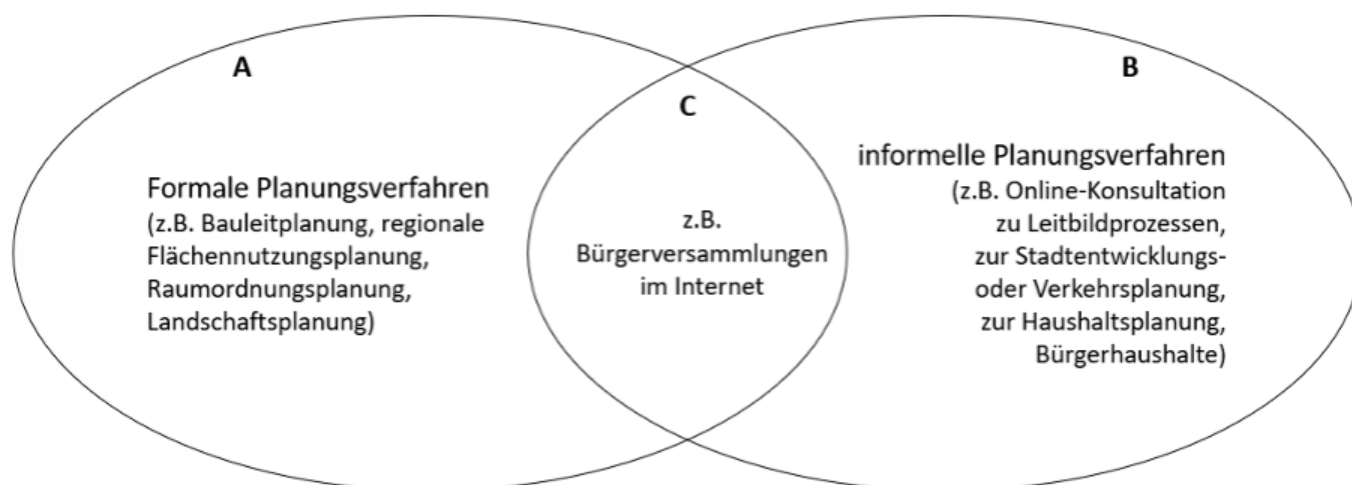 A
Formale Planungsverfahren
(z.B. Bauleitplanung, regionale
Flächennutzungsplanung,
Raumordnungsplanung,
Landschaftsplanung)
C
z.B.
Bürgerversammlungen
im Internet
B
informelle Planungsverfahren
(z.B. Online-Konsultation
zu Leitbildprozessen,
zur Stadtentwicklungs-
oder Verkehrsplanung,
zur Haushaltsplanung,
Bürgerhaushalte)